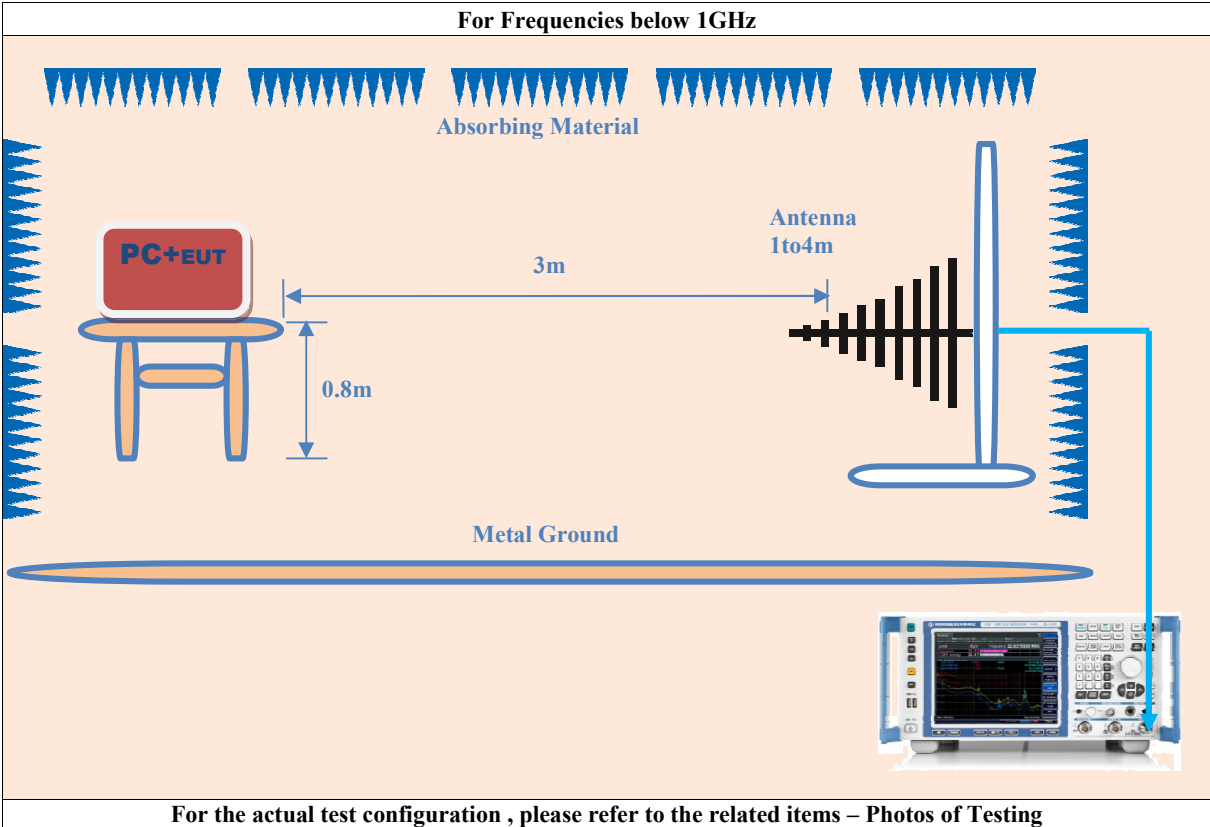 For Frequencies below 1GHz
Absorbing Material
Antenna
1to4m
PC+EUT
3m
0.8m
Metal Ground
For the actual test configuration , please refer to the related items – Photos of Testing